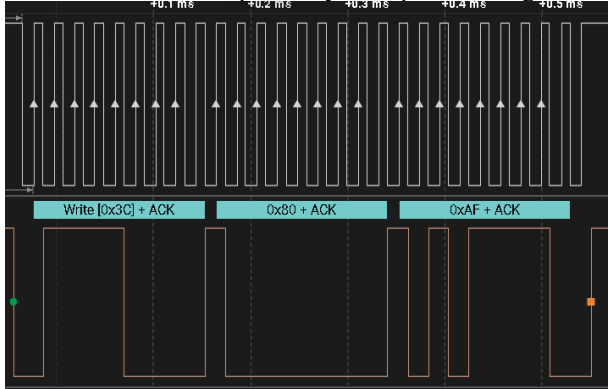 +0.1 ms +0.2 ms +0.3 ms +0.4 ms +0.5 ms
Write [0x3C] + ACK 0x80 + ACK 0xAF + ACK